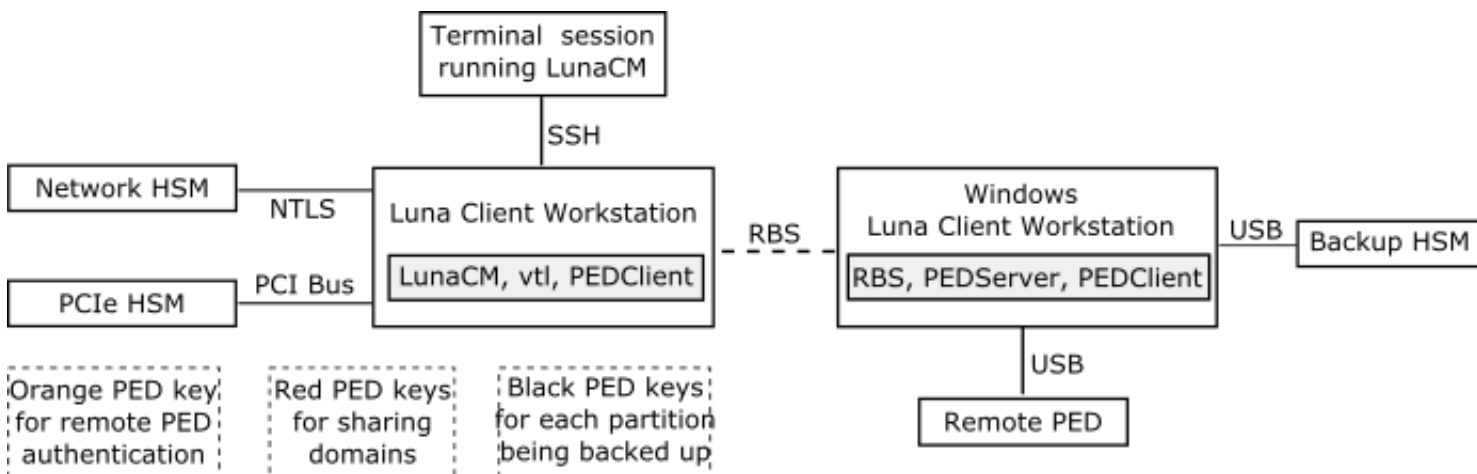 Terminal session
running LunaCM
SSH
Network HSM
NTLS
PCI Bus
PCIe HSM
Luna Client Workstation
LunaCM, vtl, PEDClient
RBS
Windows
Luna Client Workstation
RBS, PEDServer, PEDClient
USB
Backup HSM
USB
Remote PED
Orange PED key
for remote PED
authentication
Red PED keys
for sharing
domains
Black PED keys
for each partition
being backed up